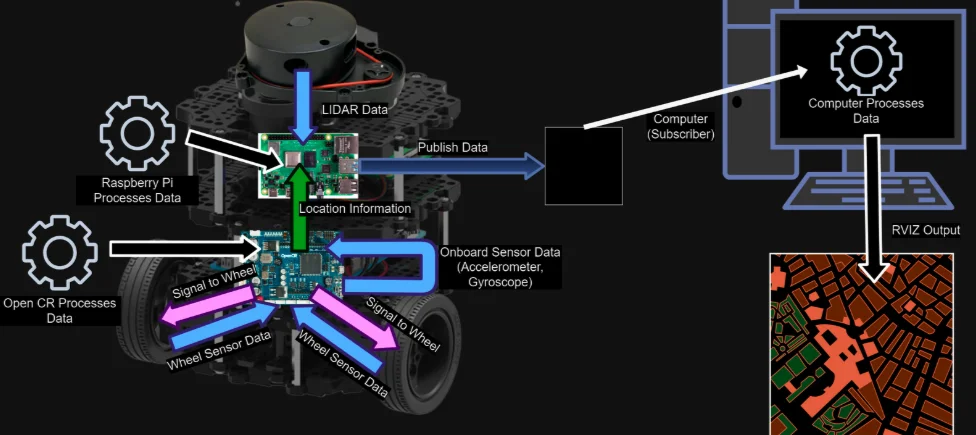 LIDAR Data
Publish Data
Computer
(Subscriber)
Computer Processes
Data
Raspberry Pi
Processes Data
Location Information
RVIZ Output
OpenCR
Onboard Sensor Data
(Accelerometer,
Gyroscope)
Open CR Processes
Data
Signal to Wheel
Signal to Wheel
Wheel Sensor Data
Wheel Sensor Data